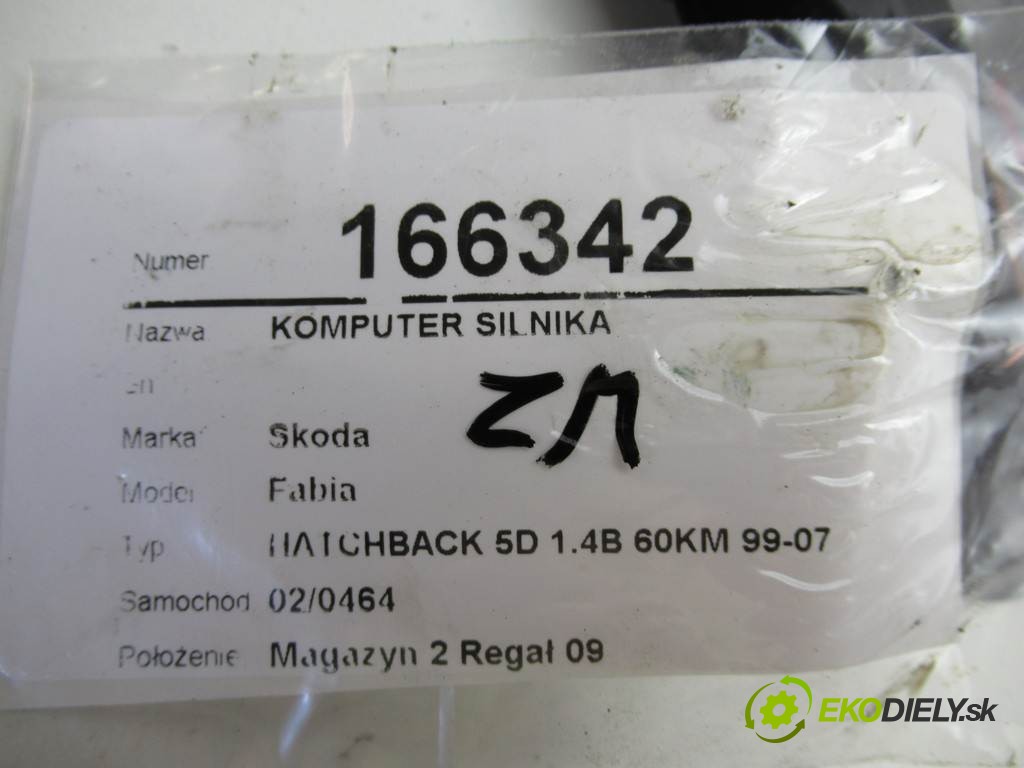 Numer 166342
Nazwa KOMPUTER SILNIKA
Marka Skoda
Model Fabia
Typ HATCHBACK 5D 1.4B 60KM 99-07
Samochod 02/0464
Położenie Magazyn 2 Regał 09
EKODIELY.sk